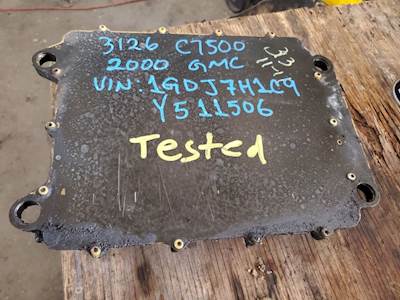 3126 C7500
2000 GMC
VIN: 1GDJ7H1C9
Y511506
Tested